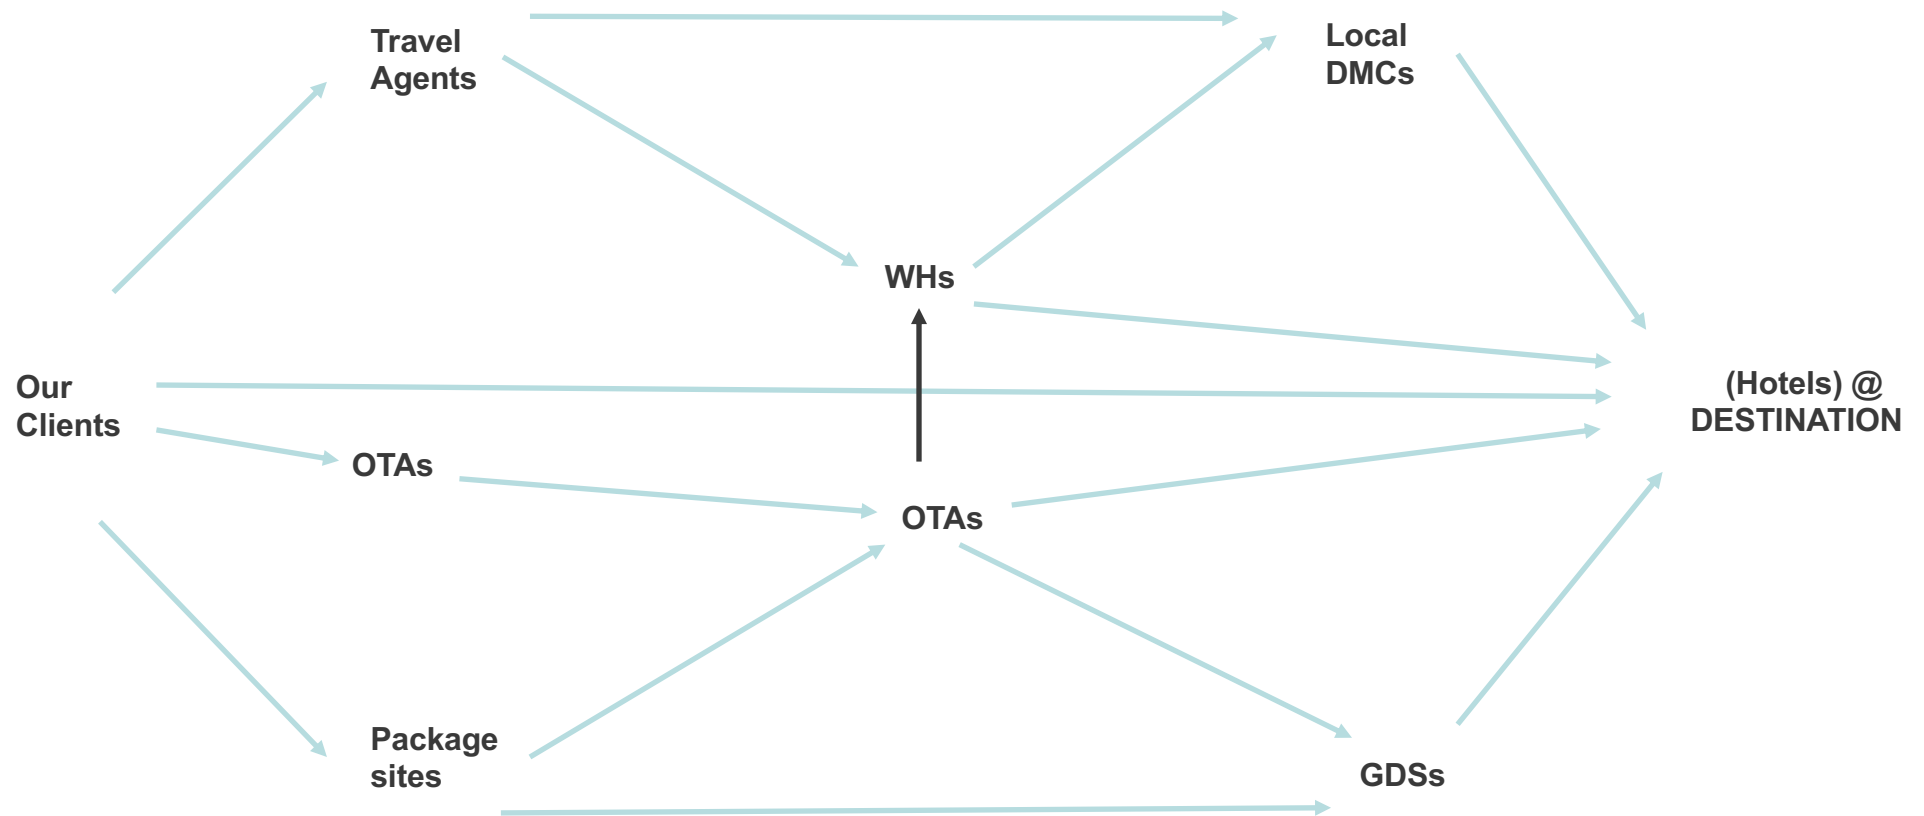 Travel
Agents
Local
DMCs
WHs
Our
Clients
(Hotels) @
DESTINATION
OTAs
OTAs
Package
sites
GDSs